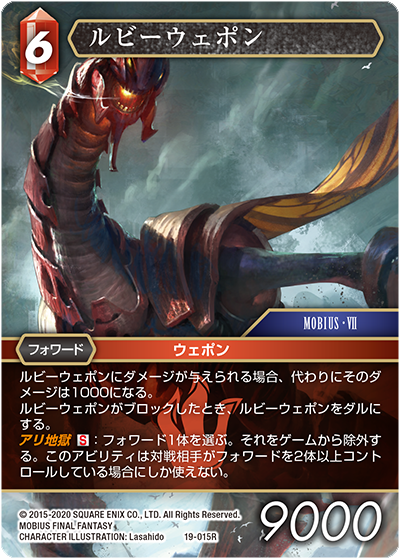 6
ルビーウェポン
MOBIUS・VII
フォワード
ウェポン
ルビーウェポンにダメージが与えられる場合、代わりにそのダ
メージは1000になる。
ルビーウェポンがブロックしたとき、ルビーウェポンをダルに
する。
アリ地獄 S：フォワード1体を選ぶ。それをゲームから除外す
る。このアビリティは対戦相手がフォワードを2体以上コント
ロールしている場合にしか使えない。
© 2015-2020 SQUARE ENIX CO., LTD. All Rights Reserved.
MOBIUS FINAL FANTASY
CHARACTER ILLUSTRATION: Lasahido
19-015R
9000